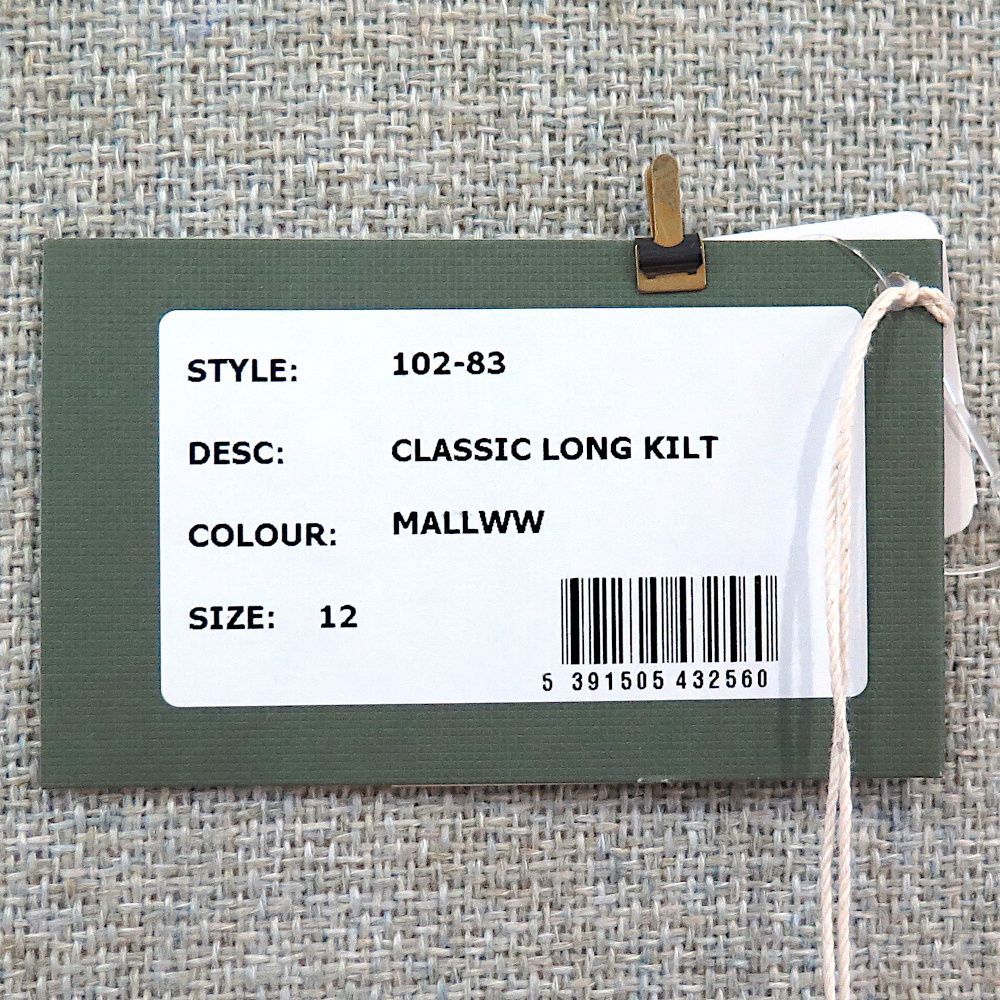 STYLE: 102-83
DESC: CLASSIC LONG KILT
COLOUR: MALLWW
SIZE: 12
5 391505 432560